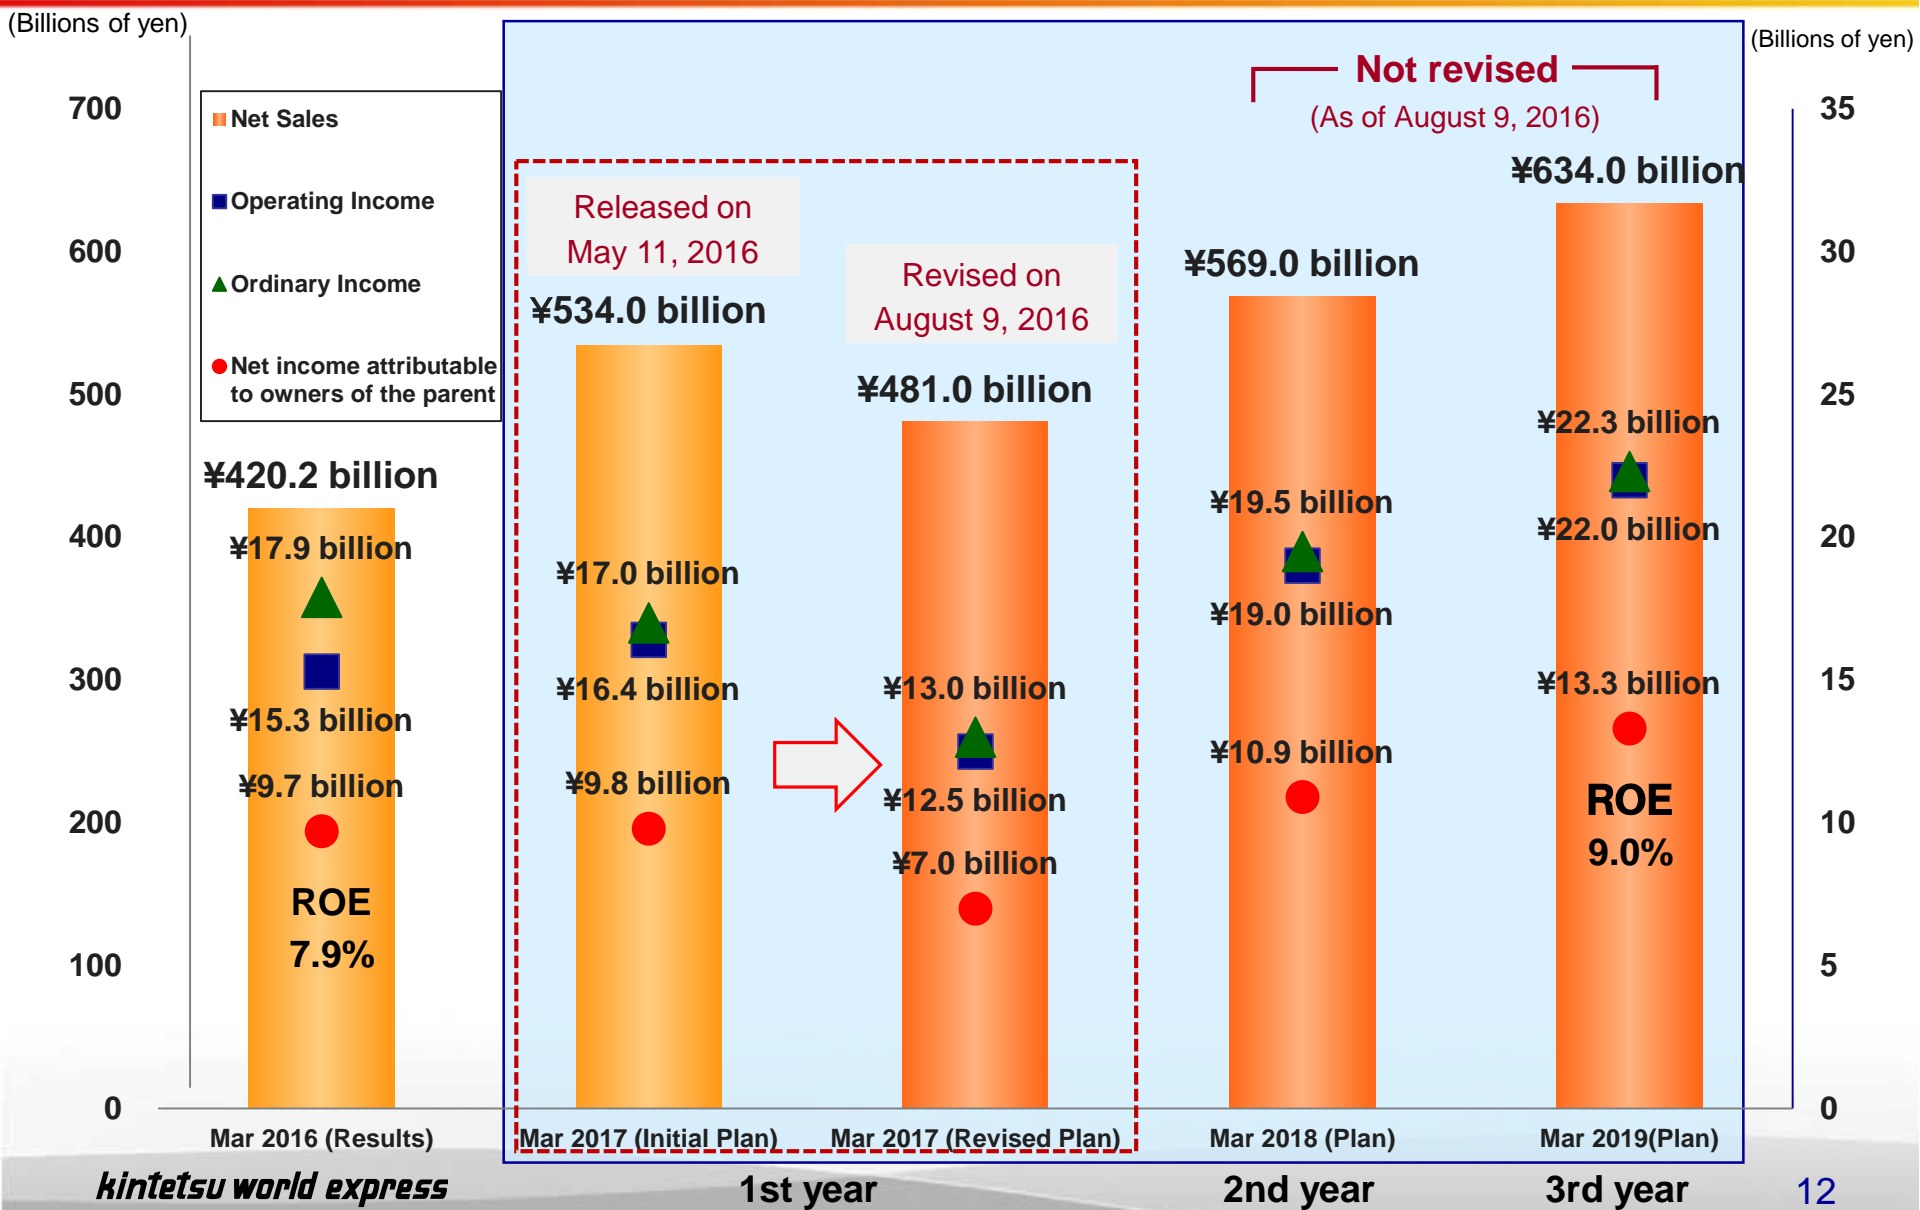 (Billions of yen)
(Billions of yen)
Not revised
(As of August 9, 2016)
700
600
500
400
300
200
100
0
35
30
25
20
15
10
5
0
Net Sales
Operating Income
Ordinary Income
Net income attributable
to owners of the parent
Released on
May 11, 2016
Revised on
August 9, 2016
¥420.2 billion
¥17.9 billion
¥15.3 billion
¥9.7 billion
ROE
7.9%
¥534.0 billion
¥17.0 billion
¥16.4 billion
¥9.8 billion
¥481.0 billion
¥13.0 billion
¥12.5 billion
¥7.0 billion
¥569.0 billion
¥19.5 billion
¥19.0 billion
¥10.9 billion
¥634.0 billion
¥22.3 billion
¥22.0 billion
¥13.3 billion
ROE
9.0%
Mar 2016 (Results)
Mar 2017 (Initial Plan)
Mar 2017 (Revised Plan)
Mar 2018 (Plan)
Mar 2019(Plan)
kintetsu world express
1st year
2nd year
3rd year
12